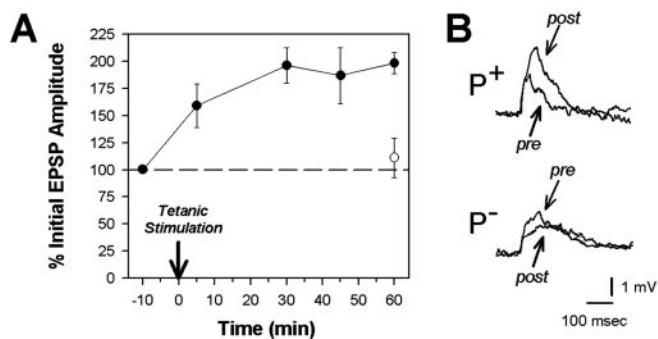 A
% Initial EPSP Amplitude
225
200
175
150
125
100
75
50
25
0
Tetanic
Stimulation
-10 0 10 20 30 40 50 60
Time (min)
B
P+
post
pre
P-
pre
post
1 mV
100 msec